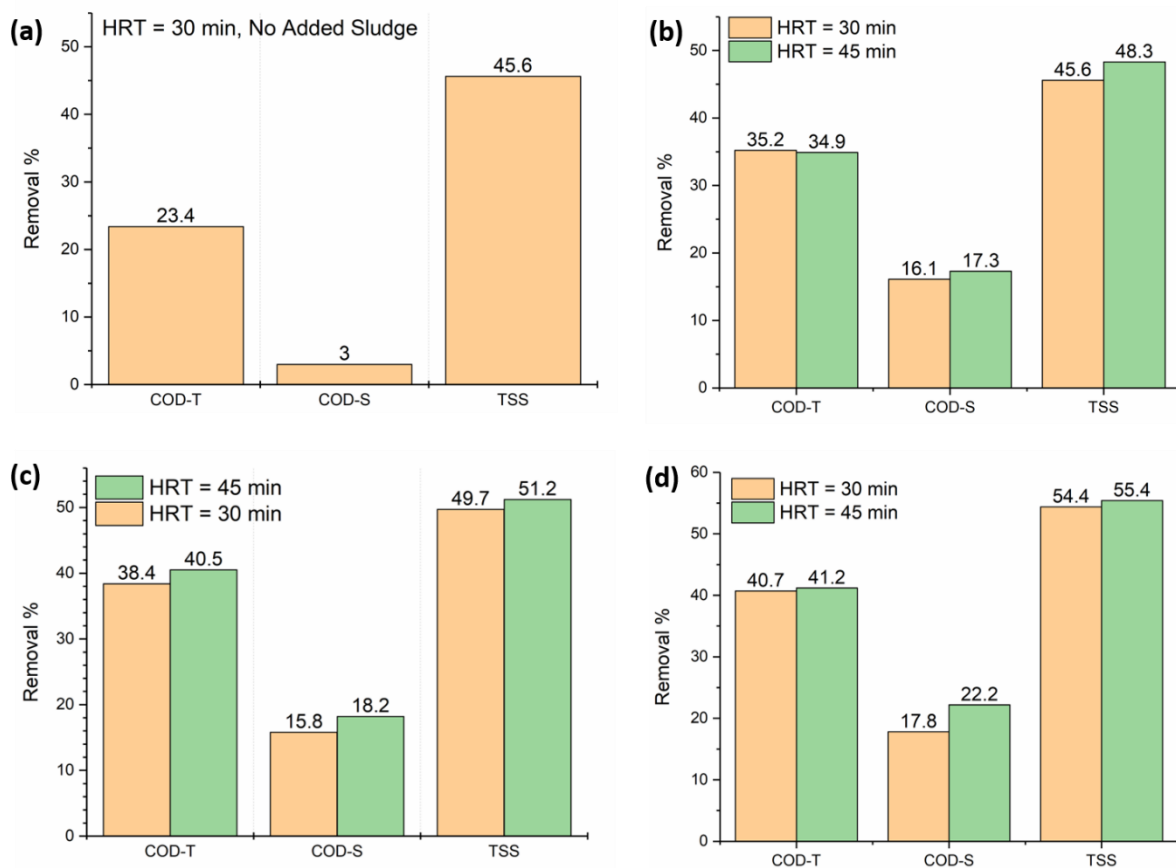 (a)
HRT = 30 min, No Added Sludge
50
40
30
20
10
0
Removal %
23.4
3
45.6
COD-T
COD-S
TSS
(b)
HRT = 30 min
HRT = 45 min
50
40
30
20
10
0
Removal %
35.2
34.9
16.1
17.3
45.6
48.3
COD-T
COD-S
TSS
(c)
HRT = 45 min
HRT = 30 min
50
40
30
20
10
0
Removal %
38.4
40.5
15.8
18.2
49.7
51.2
COD-T
COD-S
TSS
(d)
HRT = 30 min
HRT = 45 min
60
50
40
30
20
10
0
Removal %
40.7
41.2
17.8
22.2
54.4
55.4
COD-T
COD-S
TSS